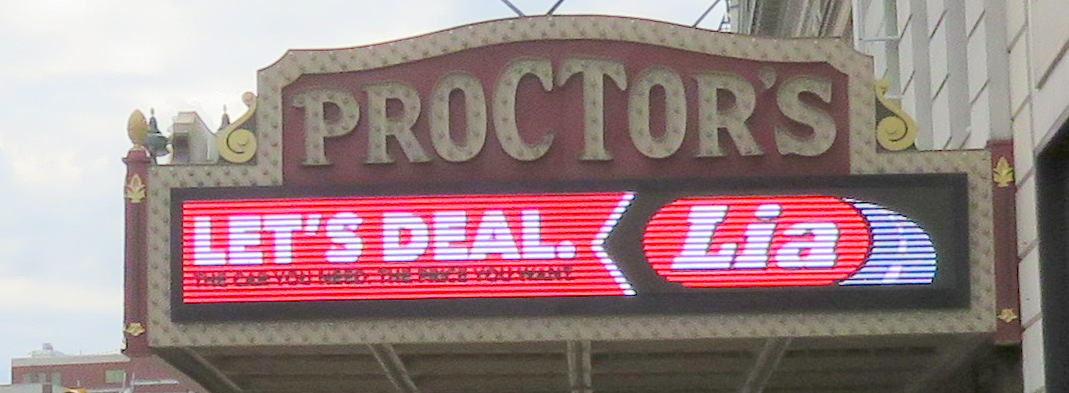 PROCTOR'S
LET'S DEAL.
THE CAR YOU NEED. THE PRICE YOU WANT.
Lia